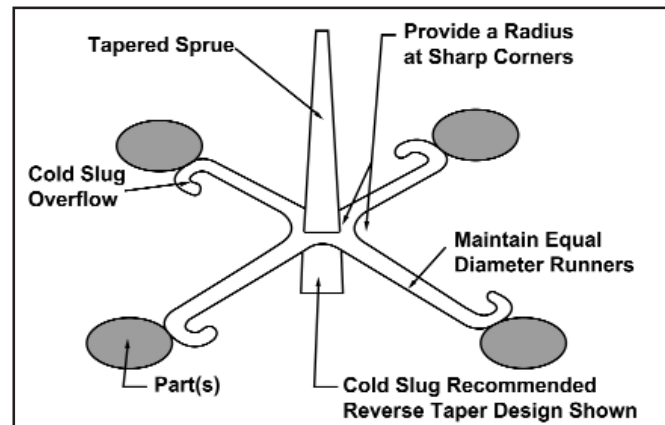 Tapered Sprue
Provide a Radius
at Sharp Corners
Cold Slug
Overflow
Maintain Equal
Diameter Runners
Part(s)
Cold Slug Recommended
Reverse Taper Design Shown